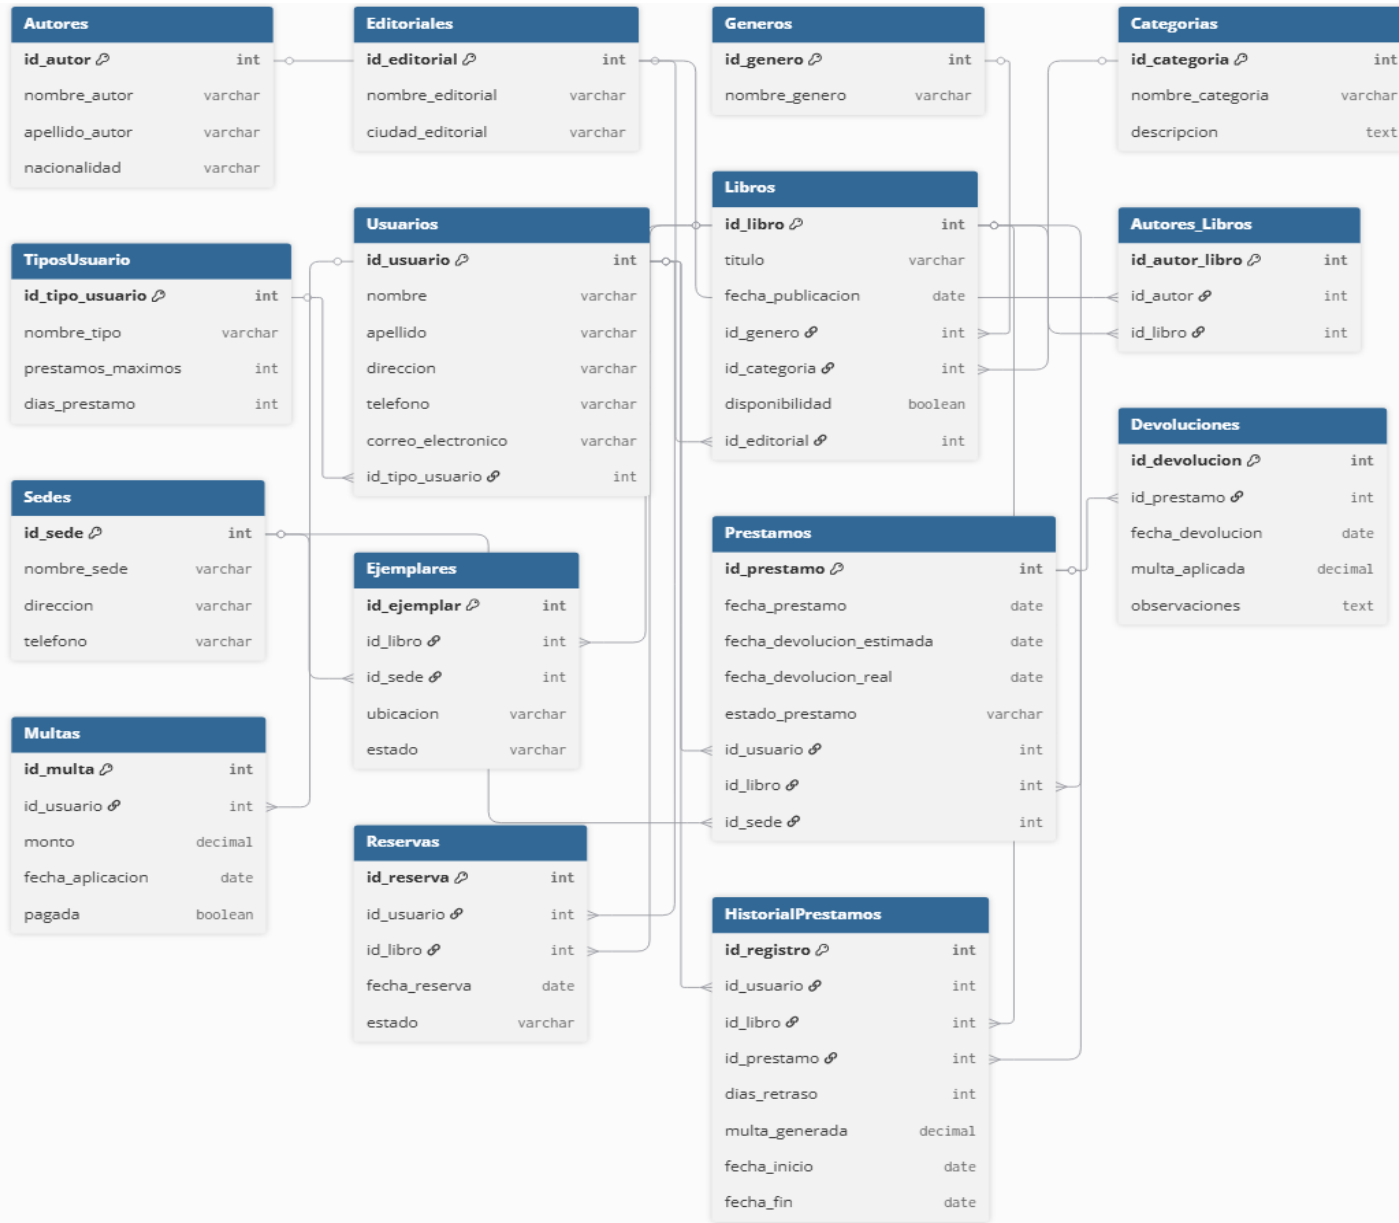 Autores
id_autor int
nombre_autor varchar
apellido_autor varchar
nacionalidad varchar
Editoriales
id_editorial int
nombre_editorial varchar
ciudad_editorial varchar
Generos
id_genero int
nombre_genero varchar
Categorias
id_categoria int
nombre_categoria varchar
descripcion text
TiposUsuario
id_tipo_usuario int
nombre_tipo varchar
prestamos_maximos int
dias_prestamo int
Usuarios
id_usuario int
nombre varchar
apellido varchar
direccion varchar
telefono varchar
correo_electronico varchar
id_tipo_usuario int
Libros
id_libro int
titulo varchar
fecha_publicacion date
id_genero int
id_categoria int
disponibilidad boolean
id_editorial int
Autores_Libros
id_autor_libro int
id_autor int
id_libro int
Sedes
id_sede int
nombre_sede varchar
direccion varchar
telefono varchar
Ejemplares
id_ejemplar int
id_libro int
id_sede int
ubicacion varchar
estado varchar
Prestamos
id_prestamo int
fecha_prestamo date
fecha_devolucion_estimada date
fecha_devolucion_real date
estado_prestamo varchar
id_usuario int
id_libro int
id_sede int
Devoluciones
id_devolucion int
id_prestamo int
fecha_devolucion date
multa_aplicada decimal
observaciones text
Multas
id_multa int
id_usuario int
monto decimal
fecha_aplicacion date
pagada boolean
Reservas
id_reserva int
id_usuario int
id_libro int
fecha_reserva date
estado varchar
HistorialPrestamos
id_registro int
id_usuario int
id_libro int
id_prestamo int
dias_retraso int
multa_generada decimal
fecha_inicio date
fecha_fin date